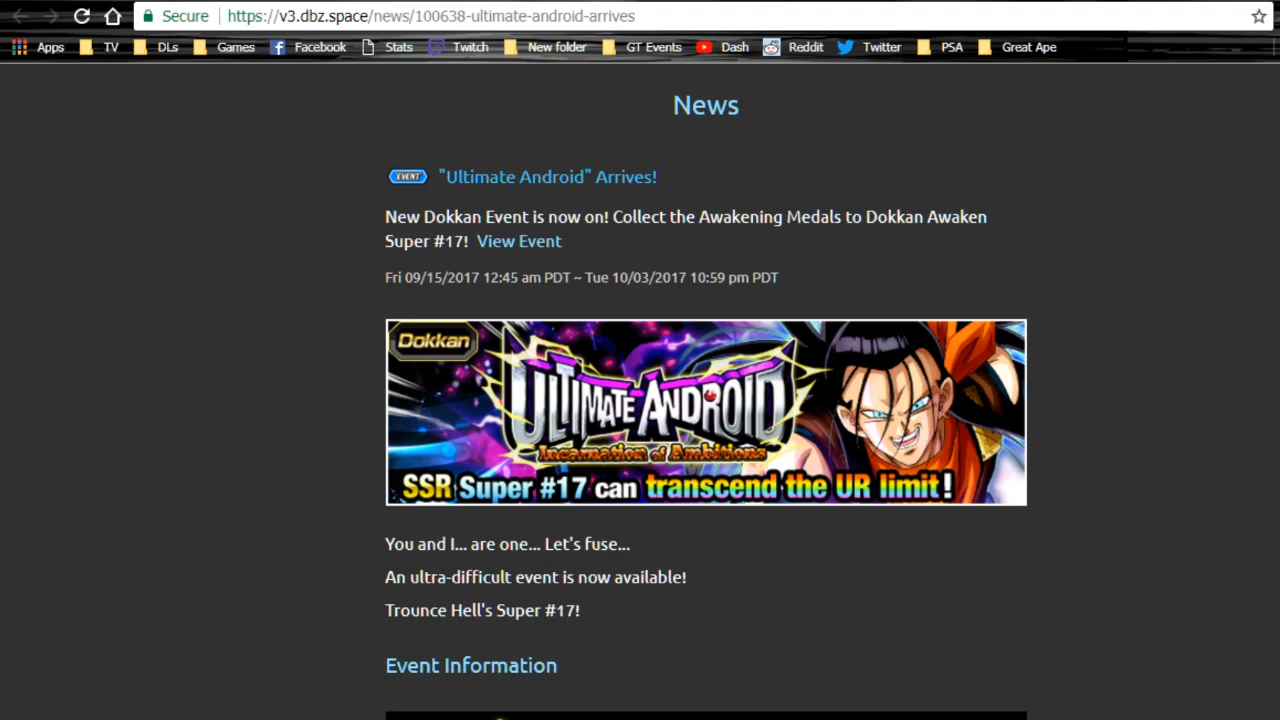 Secure https://v3.dbz.space/news/100638-ultimate-android-arrives
Apps TV DLs Games Facebook Stats Twitch New folder GT Events Dash Reddit Twitter PSA Great Ape
News
EVENT "Ultimate Android" Arrives!
New Dokkan Event is now on! Collect the Awakening Medals to Dokkan Awaken
Super #17! View Event
Fri 09/15/2017 12:45 am PDT ~ Tue 10/03/2017 10:59 pm PDT
Dokkan
ULTIMATE ANDROID
Incarnation of Ambitions
SSR Super #17 can transcend the UR limit!
You and I... are one... Let's fuse...
An ultra-difficult event is now available!
Trounce Hell's Super #17!
Event Information